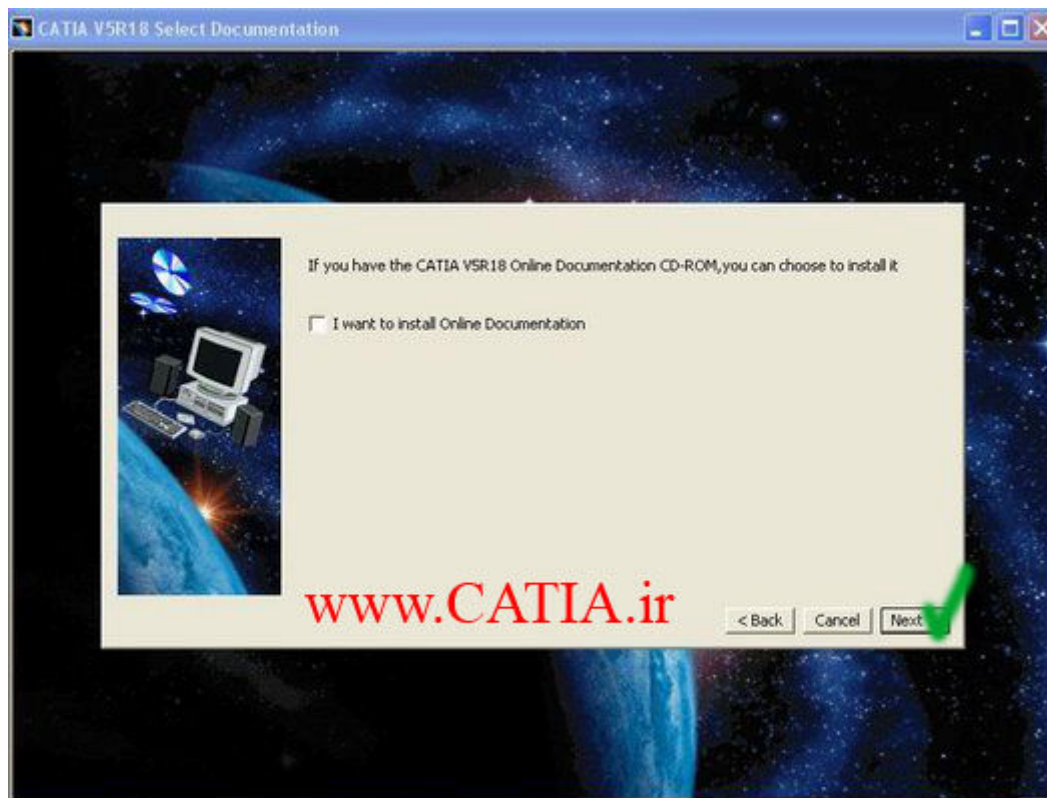 CATIA V5R18 Select Documentation
If you have the CATIA V5R18 Online Documentation CD-ROM,you can choose to install it
I want to install Online Documentation
www.CATIA.ir
< Back Cancel Next